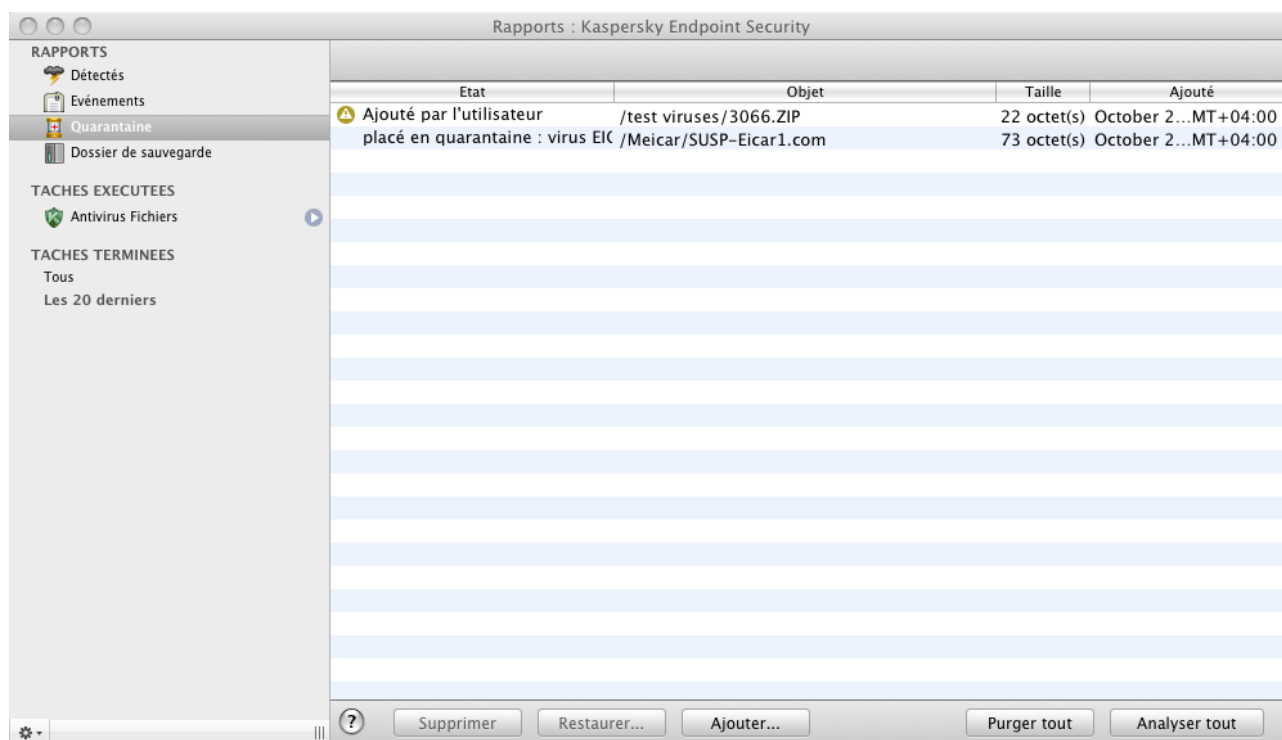 Rapports : Kaspersky Endpoint Security
RAPPORTS
Détectés
Evénements
Quarantaine
Dossier de sauvegarde
TACHES EXECUTEES
Antivirus Fichiers
TACHES TERMINEES
Tous
Les 20 derniers
Etat Objet Taille Ajouté
Ajouté par l'utilisateur /test viruses/3066.ZIP 22 octet(s) October 2...MT+04:00
placé en quarantaine : virus EIC /Meicar/SUSP-Eicar1.com 73 octet(s) October 2...MT+04:00
? Supprimer Restaurer... Ajouter... Purger tout Analyser tout